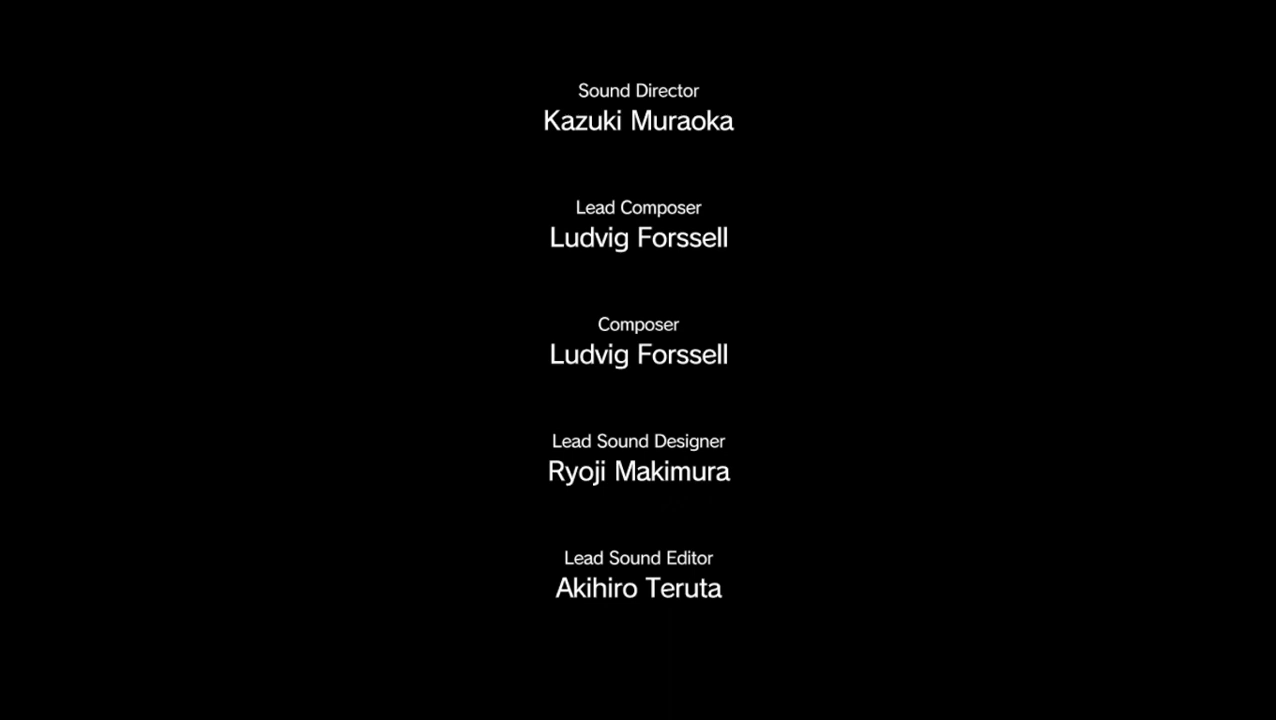 Sound Director
Kazuki Muraoka
Lead Composer
Ludvig Forssell
Composer
Ludvig Forssell
Lead Sound Designer
Ryoji Makimura
Lead Sound Editor
Akihiro Teruta